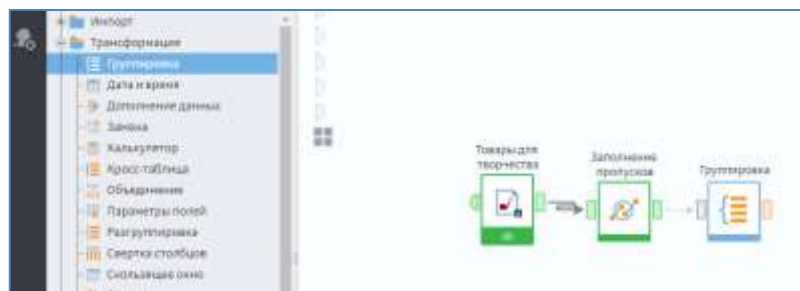 Импорт
Трансформация
Группировка
Дата и время
Дополнение данных
Замена
Калькулятор
Кросс-таблица
Объединение
Параметры полей
Разгруппировка
Свертка столбцов
Скользящее окно
Товары для
творчества
Заполнение
пропусков
Группировка